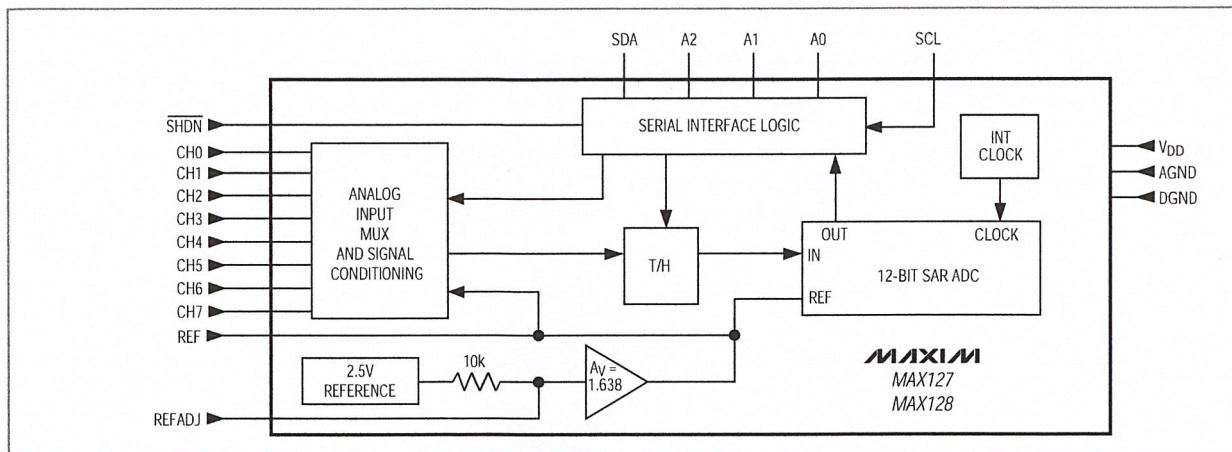 SDA A2 A1 A0 SCL
SERIAL INTERFACE LOGIC
INT
CLOCK
SHDN
CH0
CH1
CH2
CH3
CH4
CH5
CH6
CH7
REF
REFADJ
ANALOG
INPUT
MUX
AND SIGNAL
CONDITIONING
T/H
OUT CLOCK
IN
12-BIT SAR ADC
REF
VDD
AGND
DGND
2.5V
REFERENCE
10k
AV =
1.638
MAXIM
MAX127
MAX128